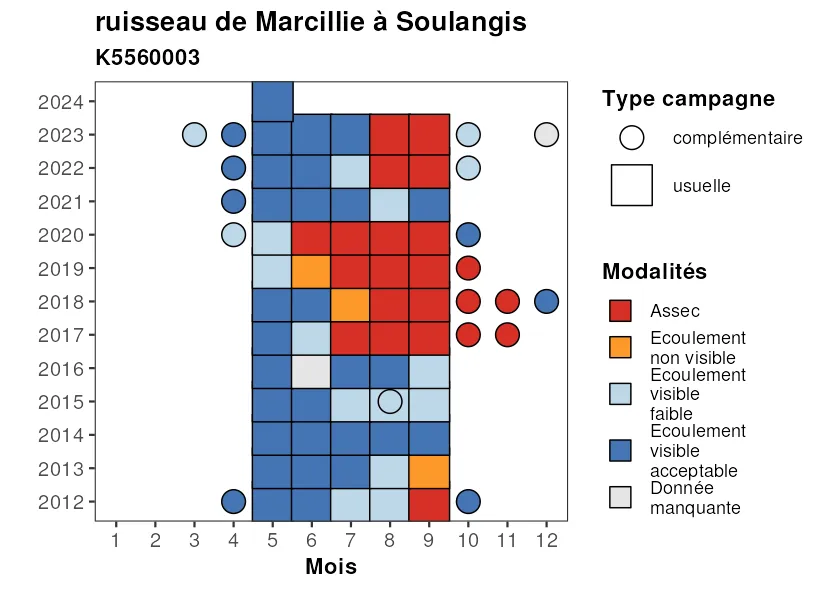 ruisseau de Marcillie à Soulangis
K5560003
2024
2023
2022
2021
2020
2019
2018
2017
2016
2015
2014
2013
2012
1 2 3 4 5 6 7 8 9 10 11 12
Mois
Type campagne
complémentaire
usuelle
Modalités
Assec
Ecoulement
non visible
Ecoulement
visible
faible
Ecoulement
visible
acceptable
Donnée
manquante